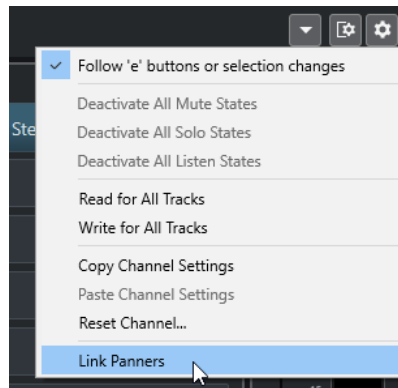 Follow 'e' buttons or selection changes
Deactivate All Mute States
Ste
Deactivate All Solo States
Deactivate All Listen States
Read for All Tracks
Write for All Tracks
Copy Channel Settings
Paste Channel Settings
Reset Channel...
Link Panners